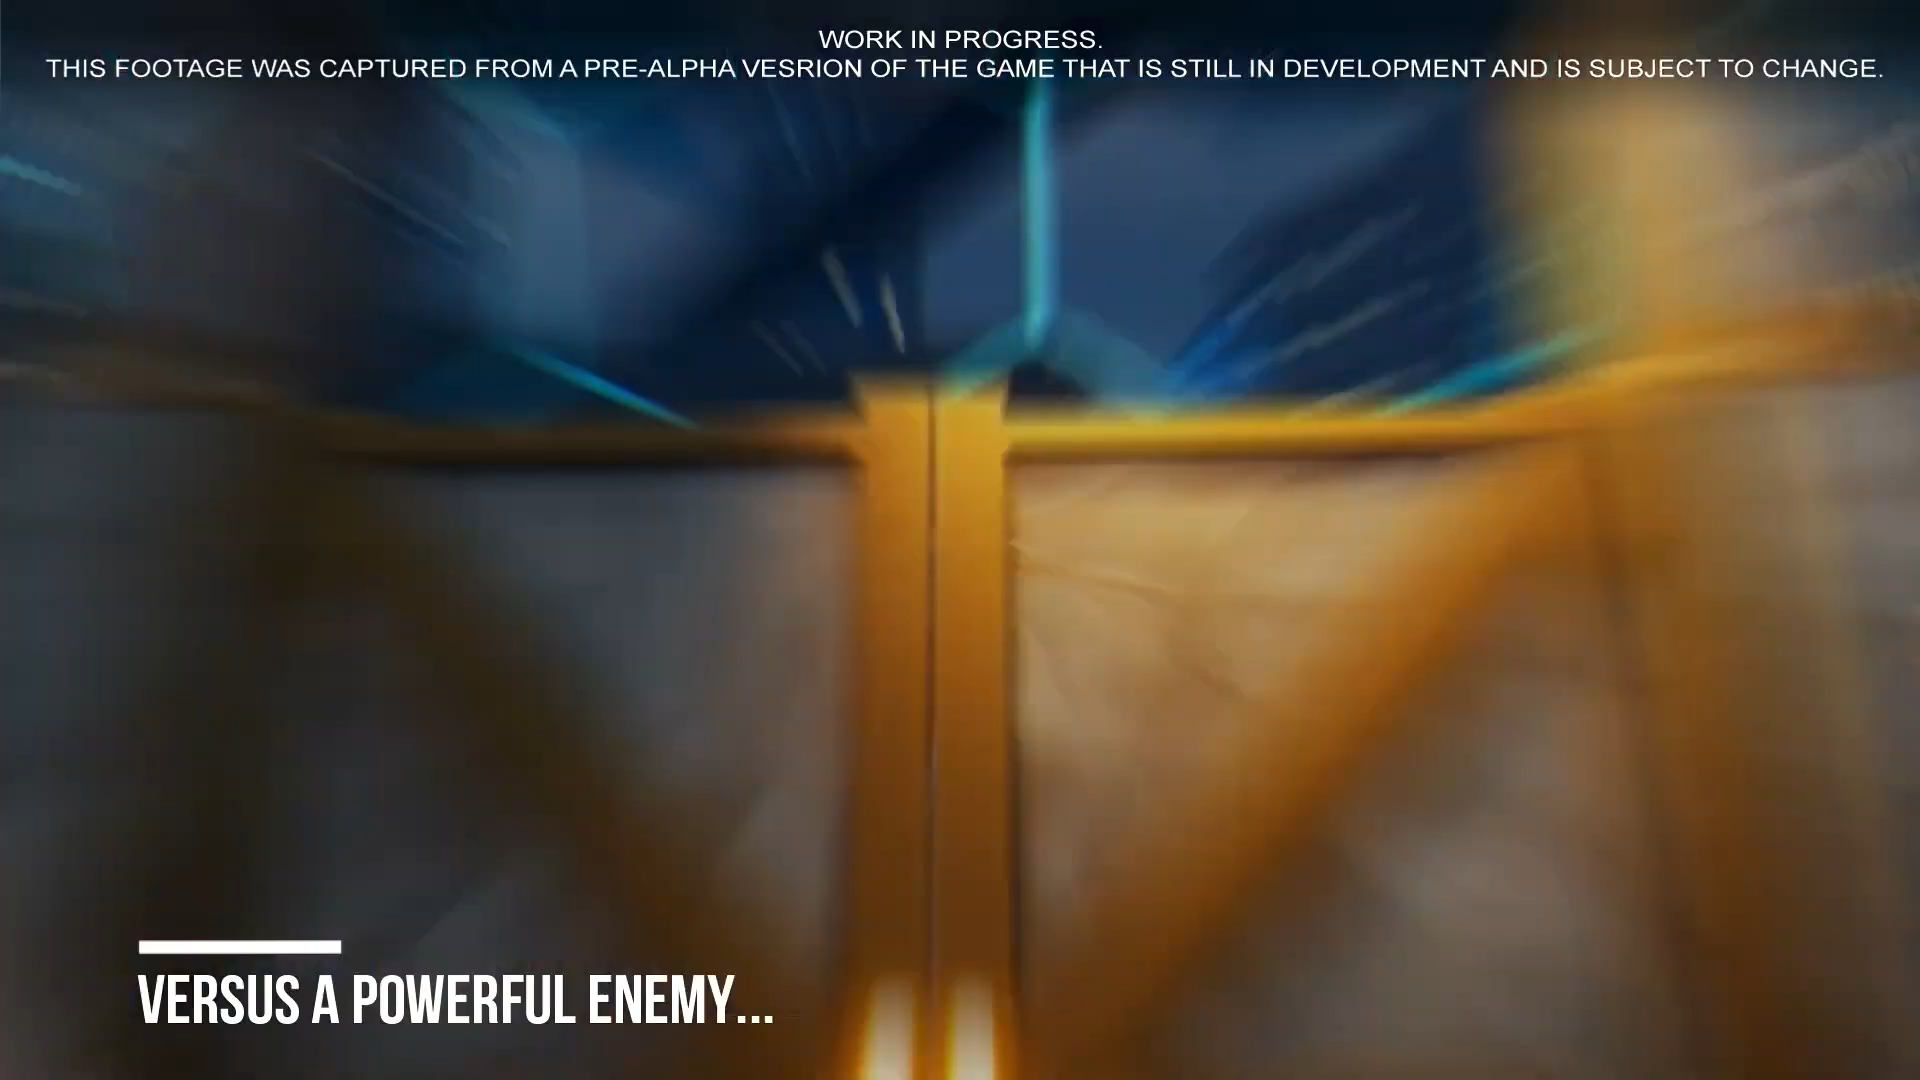 WORK IN PROGRESS.
THIS FOOTAGE WAS CAPTURED FROM A PRE-ALPHA VESRION OF THE GAME THAT IS STILL IN DEVELOPMENT AND IS SUBJECT TO CHANGE.
VERSUS A POWERFUL ENEMY...